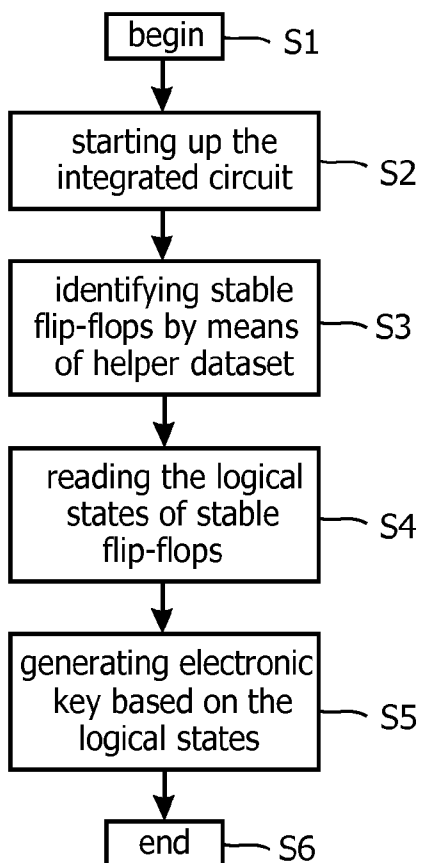 begin
S1
starting up the
integrated circuit
S2
identifying stable
flip-flops by means
of helper dataset
S3
reading the logical
states of stable
flip-flops
S4
generating electronic
key based on the
logical states
S5
end
S6